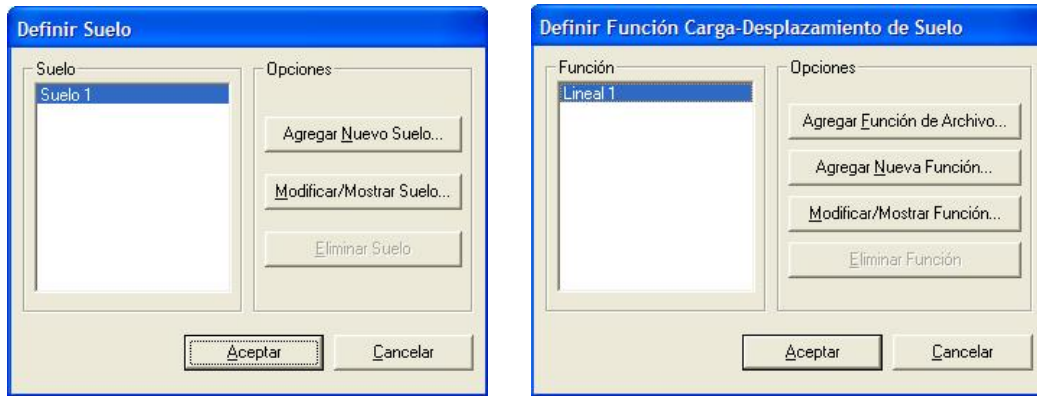 Definir Suelo
Suelo
Suelo 1
Opciones
Agregar Nuevo Suelo...
Modificar/Mostrar Suelo...
Eliminar Suelo
Aceptar
Cancelar
Definir Función Carga-Desplazamiento de Suelo
Función
Lineal 1
Opciones
Agregar Función de Archivo...
Agregar Nueva Función...
Modificar/Mostrar Función...
Eliminar Función
Aceptar
Cancelar